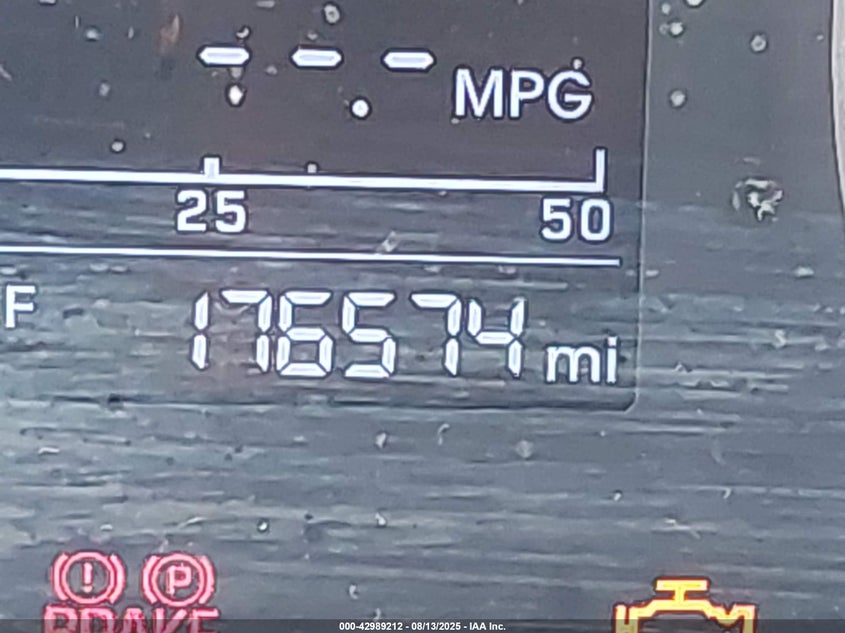 --.- MPG
25 50
F 176574 mi
! P
BRAKE
000-42989212 - 08/13/2025 - IAA Inc.